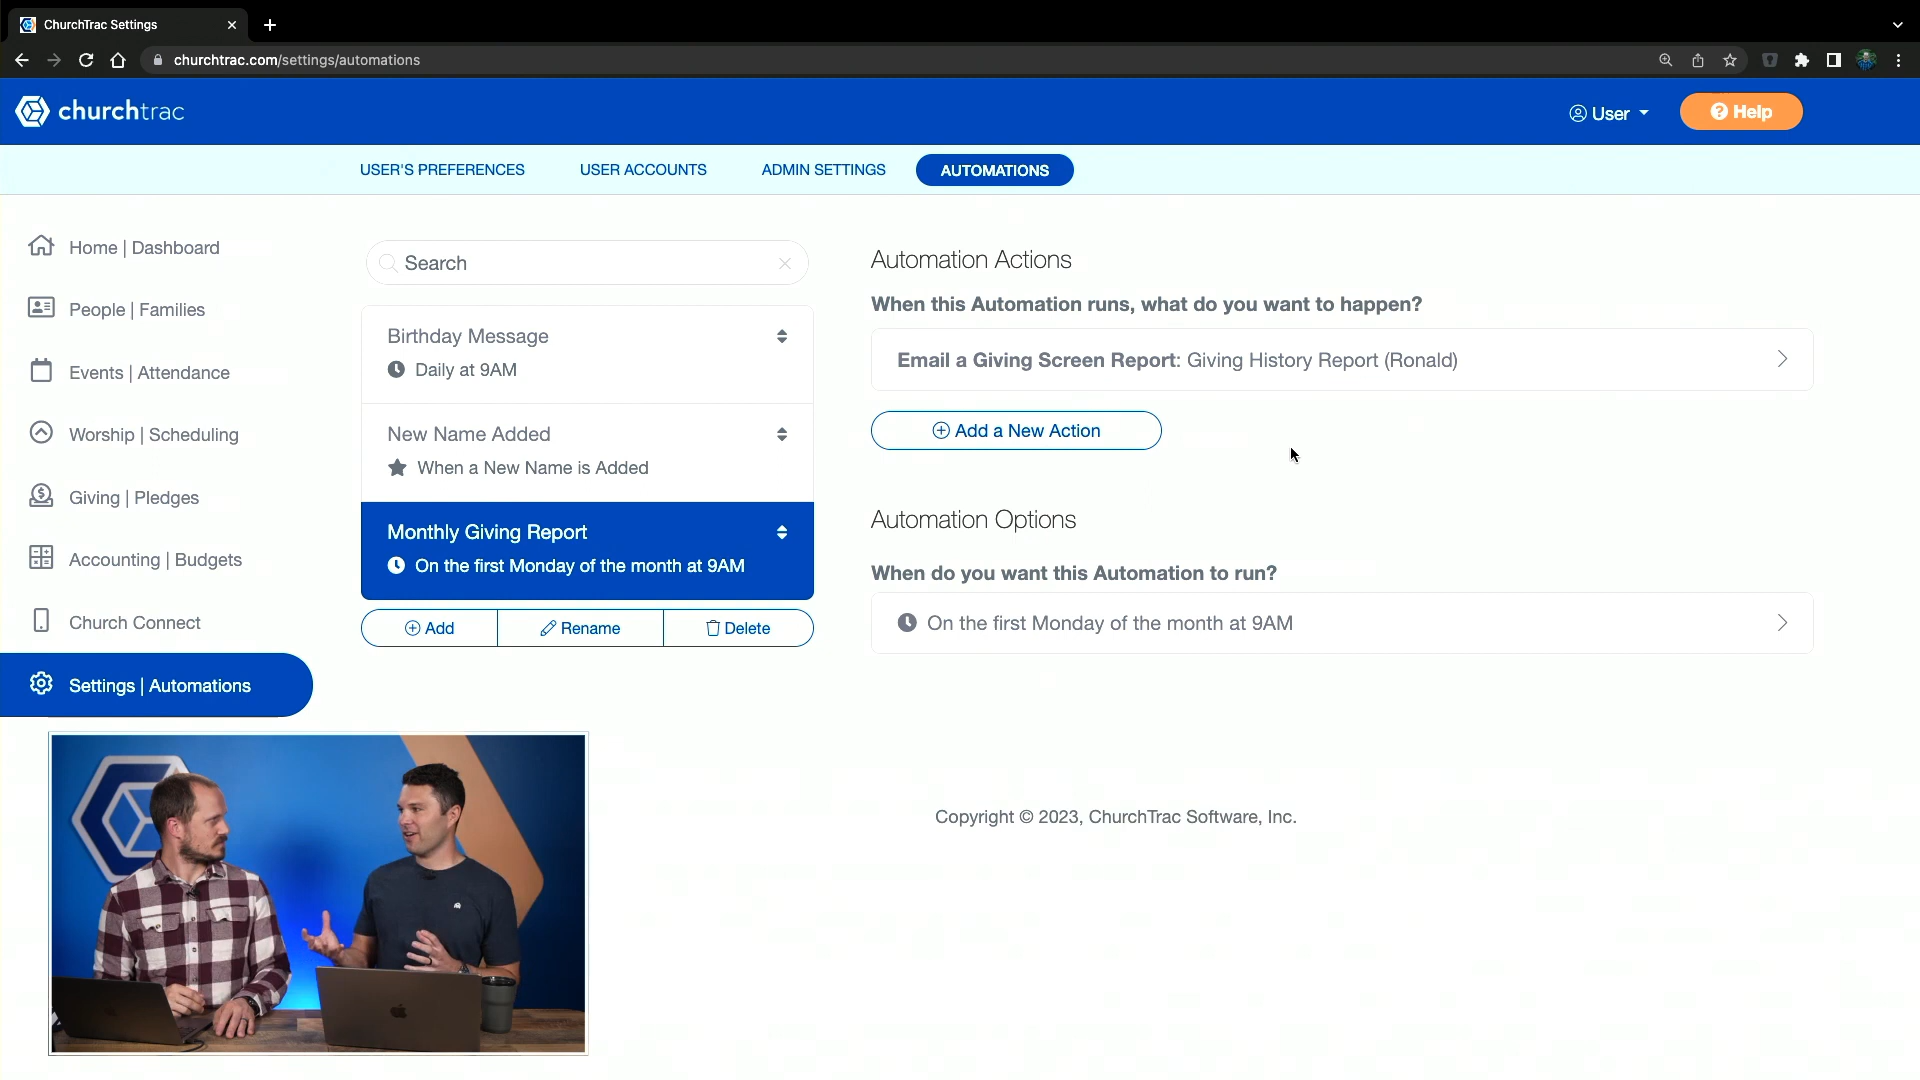 ChurchTrac Settings
churchtrac.com/settings/automations
churchtrac
User
Help
USER'S PREFERENCES
USER ACCOUNTS
ADMIN SETTINGS
AUTOMATIONS
Home | Dashboard
People | Families
Events | Attendance
Worship | Scheduling
Giving | Pledges
Accounting | Budgets
Church Connect
Settings | Automations
Search
Birthday Message
Daily at 9AM
New Name Added
When a New Name is Added
Monthly Giving Report
On the first Monday of the month at 9AM
Add
Rename
Delete
Automation Actions
When this Automation runs, what do you want to happen?
Email a Giving Screen Report: Giving History Report (Ronald)
Add a New Action
Automation Options
When do you want this Automation to run?
On the first Monday of the month at 9AM
Copyright © 2023, ChurchTrac Software, Inc.